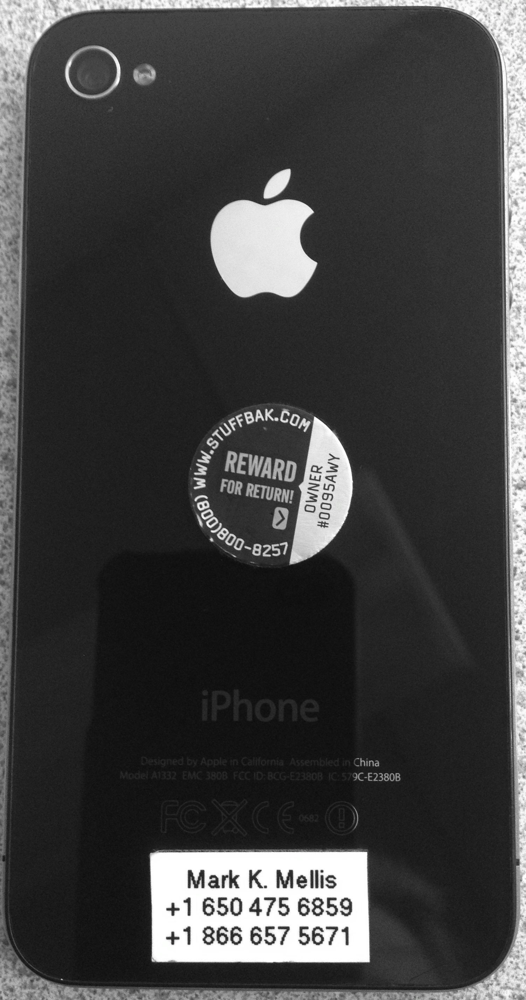 WWW.STUFFBAK.COM
REWARD
FOR RETURN!
(800)800-8257
OWNER
#0095AWY
iPhone
Designed by Apple in California Assembled in China
Model A1332 EMC 380B FCC ID: BCG-E2380B IC: 579C-E2380B
FC CE 0682
Mark K. Mellis
+1 650 475 6859
+1 866 657 5671